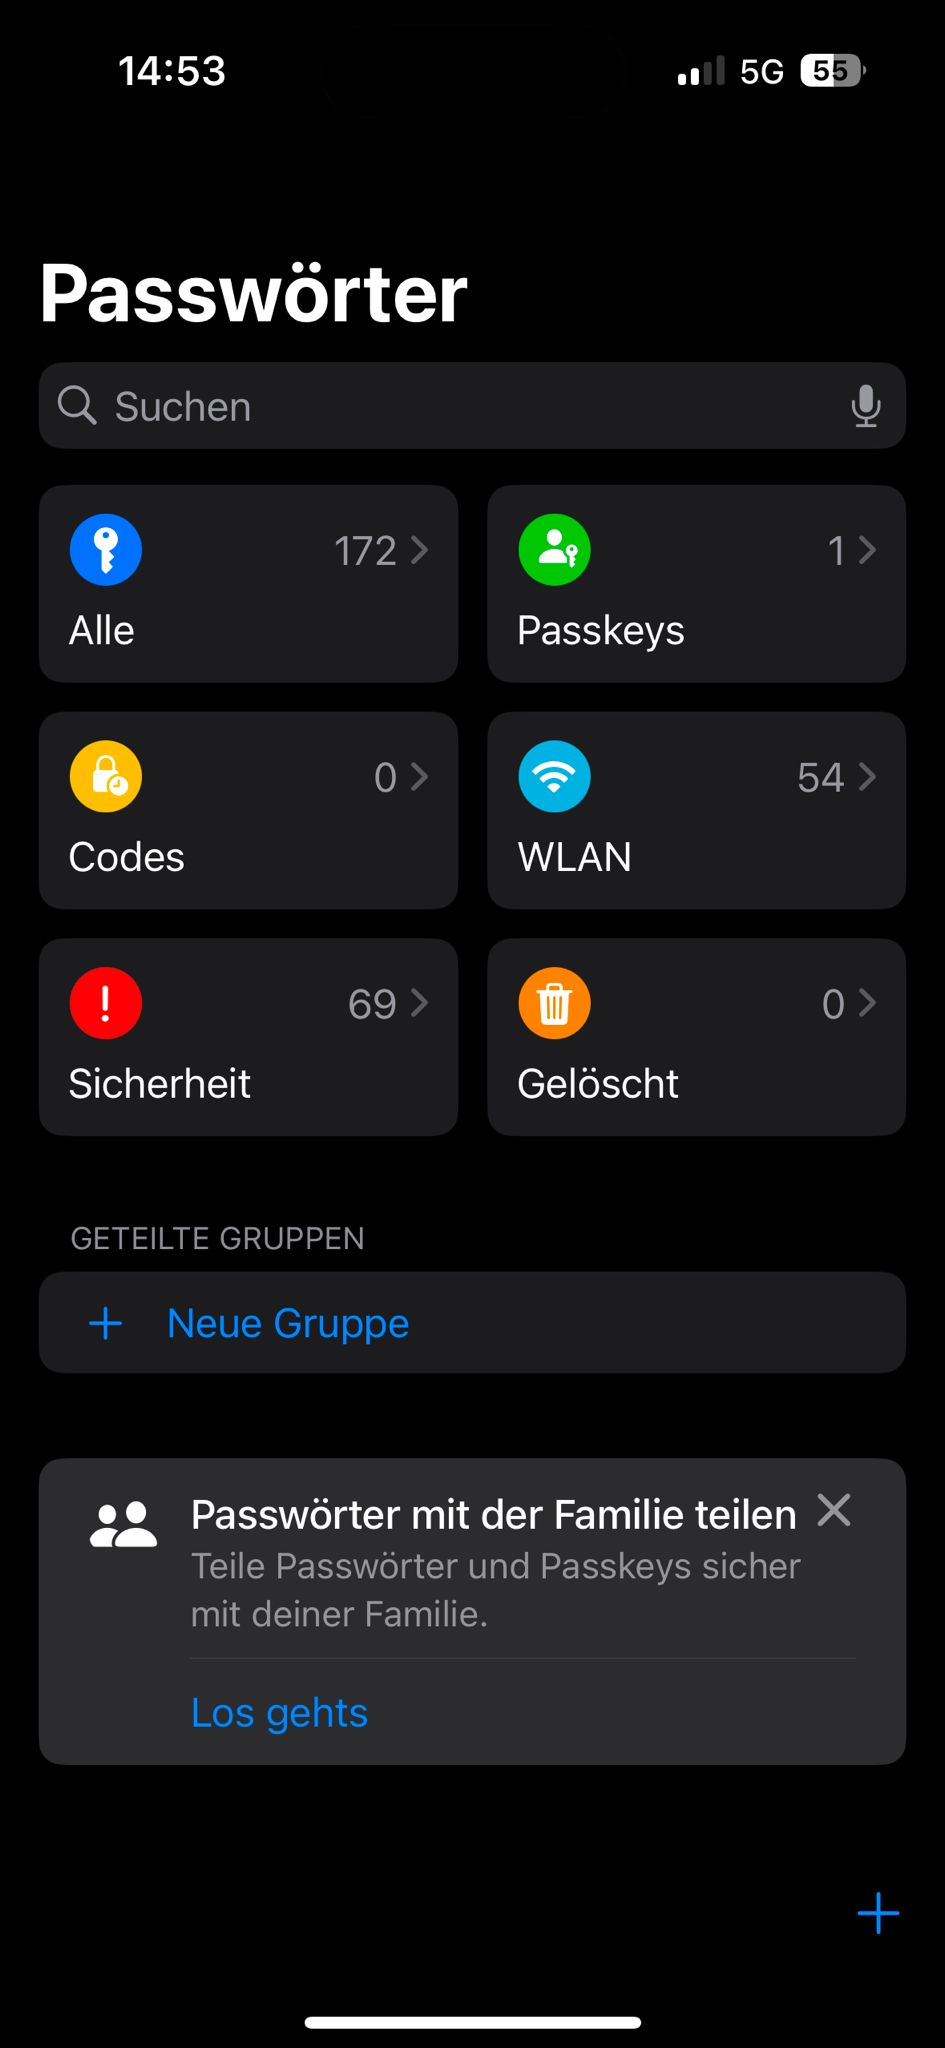 14:53
5G
55
Passwörter
Suchen
172
Alle
1
Passkeys
0
Codes
54
WLAN
69
Sicherheit
0
Gelöscht
GETEILTE GRUPPEN
Neue Gruppe
Passwörter mit der Familie teilen
Teile Passwörter und Passkeys sicher
mit deiner Familie.
Los gehts